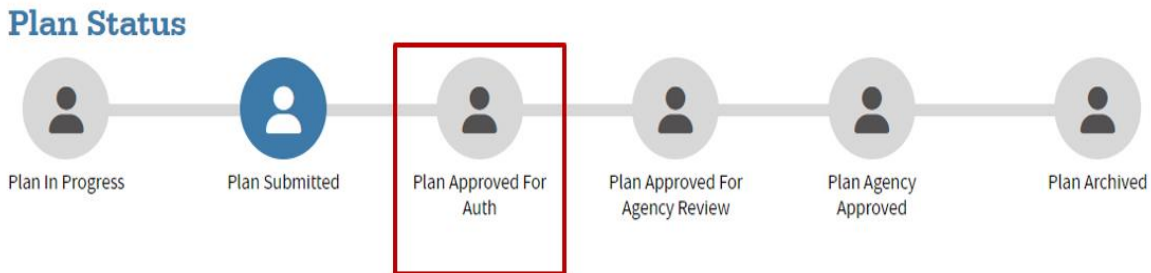 Plan Status
Plan In Progress
Plan Submitted
Plan Approved For
Auth
Plan Approved For
Agency Review
Plan Agency
Approved
Plan Archived